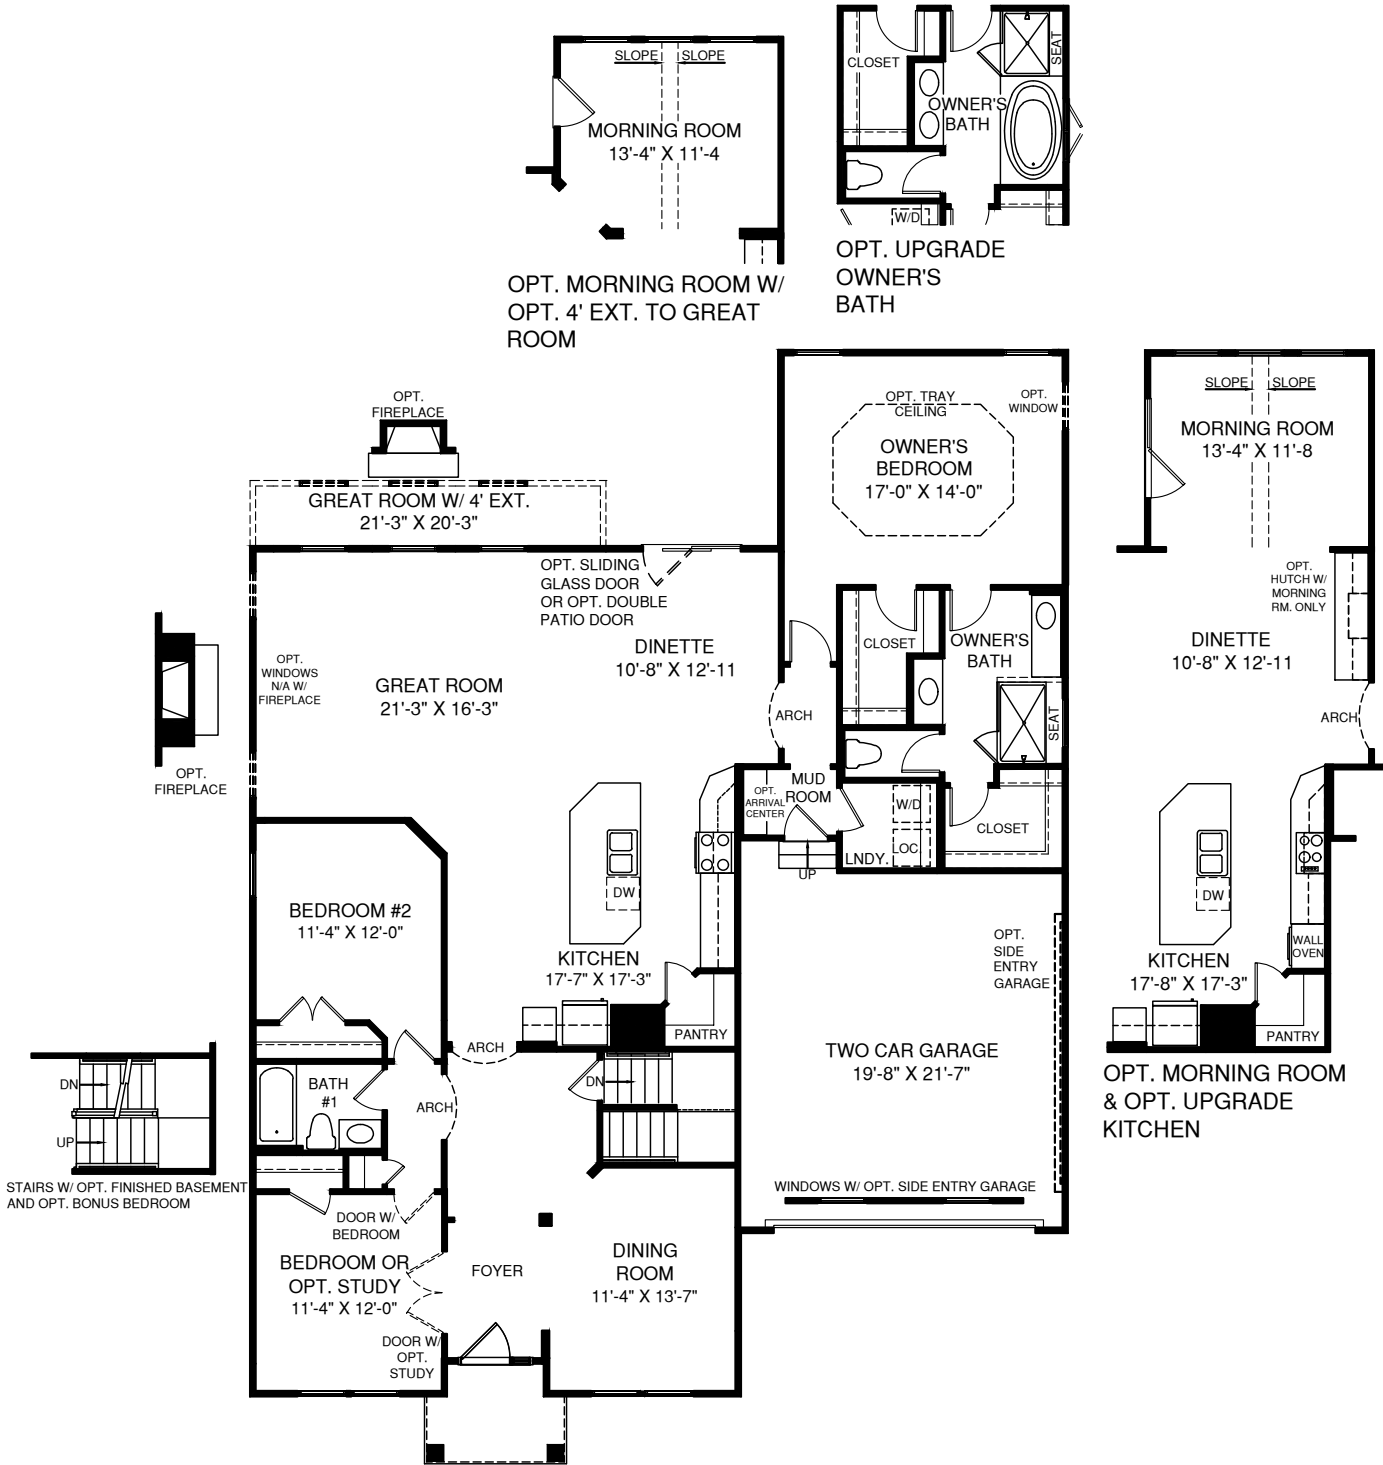 SLOPE SLOPE
MORNING ROOM
13'-4" X 11'-4
OPT. MORNING ROOM W/
OPT. 4' EXT. TO GREAT
ROOM
CLOSET
SEAT
OWNER'S
BATH
W/D
OPT. UPGRADE
OWNER'S
BATH
OPT.
FIREPLACE
GREAT ROOM W/ 4' EXT.
21'-3" X 20'-3"
OPT. SLIDING
GLASS DOOR
OR OPT. DOUBLE
PATIO DOOR
DINETTE
10'-8" X 12'-11
OPT.
WINDOWS
N/A W/
FIREPLACE
GREAT ROOM
21'-3" X 16'-3"
OPT.
FIREPLACE
OPT. TRAY
CEILING
OPT.
WINDOW
OWNER'S
BEDROOM
17'-0" X 14'-0"
CLOSET
OWNER'S
BATH
SEAT
ARCH
MUD
ROOM
OPT.
ARRIVAL
CENTER
W/D
LOC.
LNDY.
CLOSET
UP
SLOPE SLOPE
MORNING ROOM
13'-4" X 11'-8
OPT.
HUTCH W/
MORNING
RM. ONLY
DINETTE
10'-8" X 12'-11
ARCH
DW
WALL
OVEN
KITCHEN
17'-8" X 17'-3"
PANTRY
OPT. MORNING ROOM
& OPT. UPGRADE
KITCHEN
BEDROOM #2
11'-4" X 12'-0"
DW
KITCHEN
17'-7" X 17'-3"
PANTRY
OPT.
SIDE
ENTRY
GARAGE
TWO CAR GARAGE
19'-8" X 21'-7"
WINDOWS W/ OPT. SIDE ENTRY GARAGE
ARCH
DN
BATH
#1
ARCH
DN
UP
STAIRS W/ OPT. FINISHED BASEMENT
AND OPT. BONUS BEDROOM
DOOR W/
BEDROOM
BEDROOM OR
OPT. STUDY
11'-4" X 12'-0"
DOOR W/
OPT.
STUDY
FOYER
DINING
ROOM
11'-4" X 13'-7"